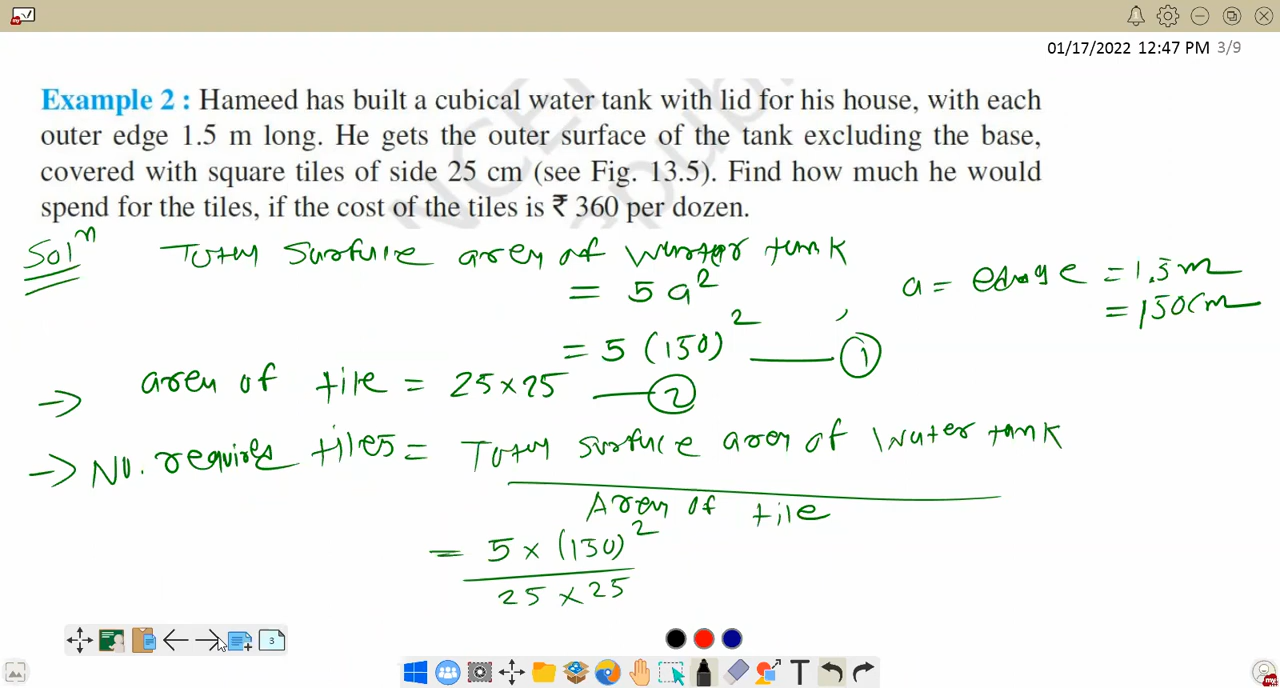 01/17/2022 12:47 PM 3/9
Example 2 : Hameed has built a cubical water tank with lid for his house, with each
outer edge 1.5 m long. He gets the outer surface of the tank excluding the base,
covered with square tiles of side 25 cm (see Fig. 13.5). Find how much he would
spend for the tiles, if the cost of the tiles is ₹ 360 per dozen.
Solⁿ Total surface area of water tank
= 5a² a = edge = 1.5m
= 150cm
= 5 (150)² —— ①
→ area of tile = 25×25 —— ②
→ No. requires tiles = Total surface area of water tank
Area of tile
= 5 × (150)²
25 × 25
3